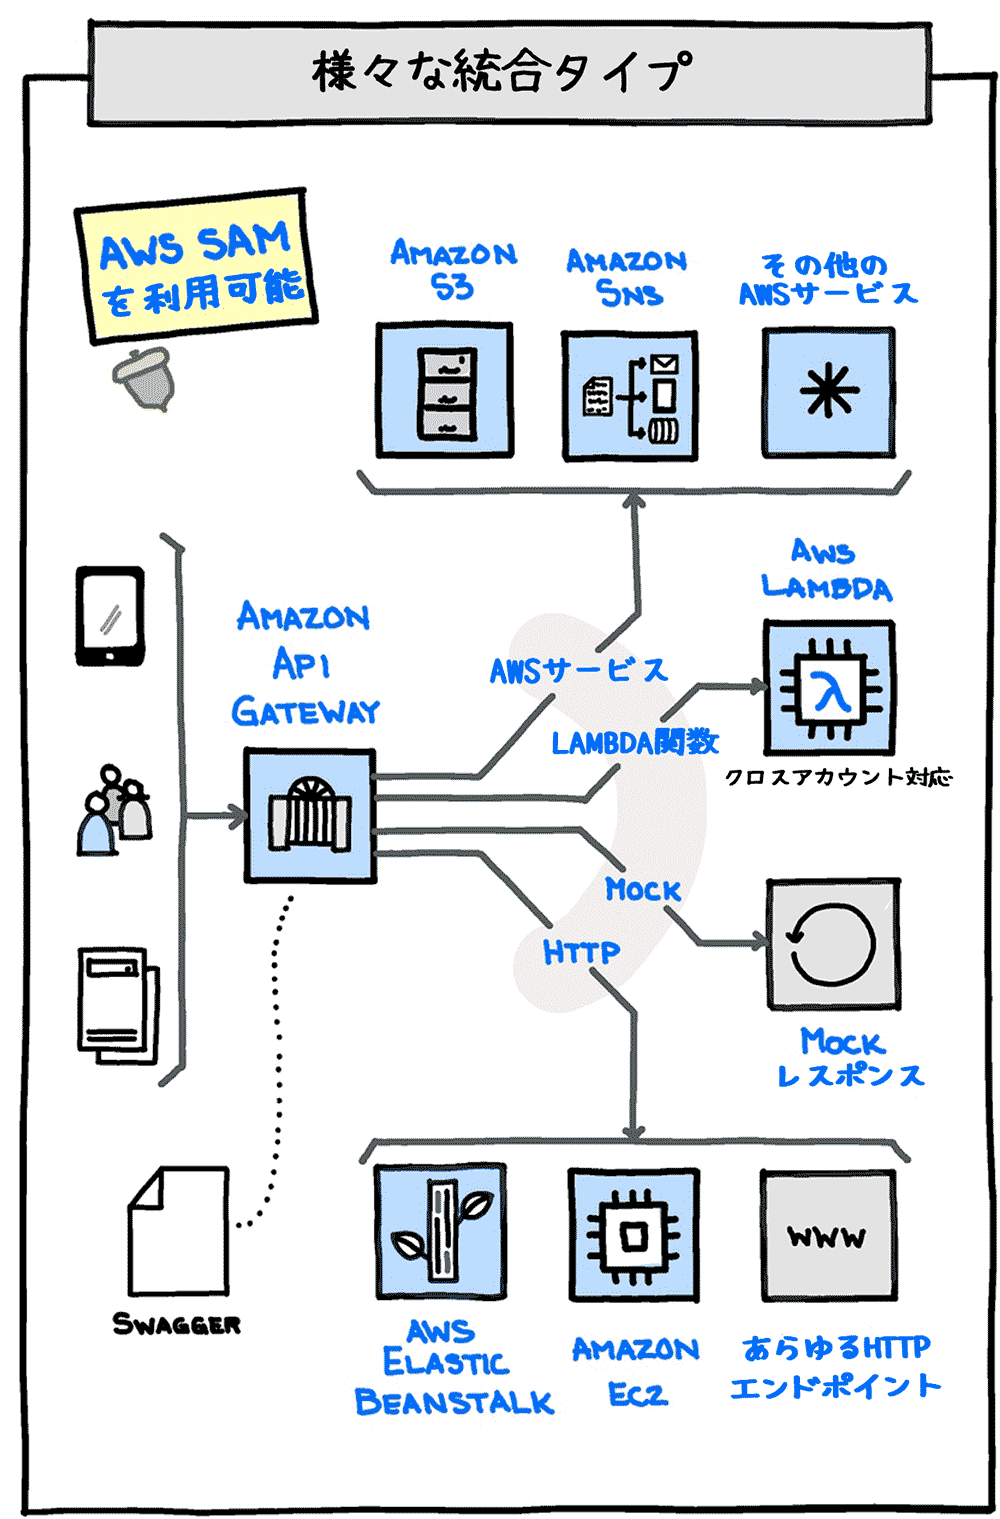 様々な統合タイプ
AWS SAM
を利用可能
AMAZON
S3
AMAZON
SNS
その他の
AWSサービス
AWS
LAMBDA
クロスアカウント対応
AMAZON
API
GATEWAY
AWSサービス
LAMBDA関数
MOCK
HTTP
MOCK
レスポンス
SWAGGER
AWS
ELASTIC
BEANSTALK
AMAZON
EC2
WWW
あらゆるHTTP
エンドポイント
λ